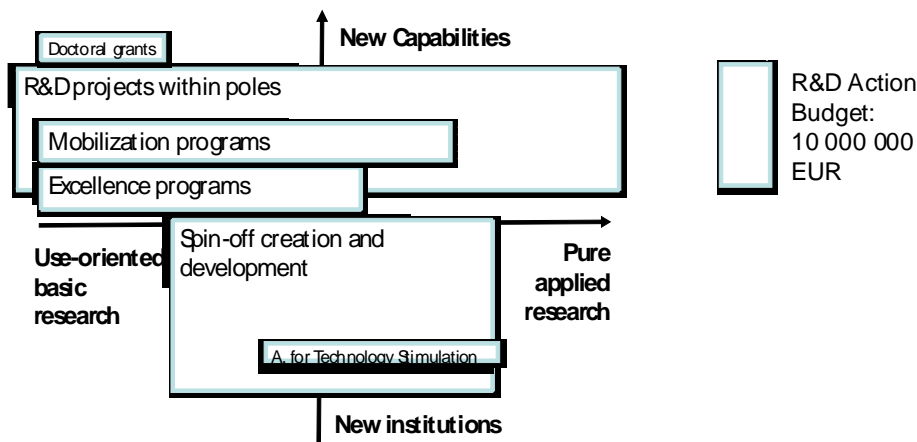 Doctoral grants
New Capabilities
R&D projects within poles
Mobilization programs
Excellence programs
R&D Action
Budget:
10 000 000
EUR
Spin-off creation and
development
Use-oriented
basic
research
Pure
applied
research
A. for Technology Stimulation
New institutions